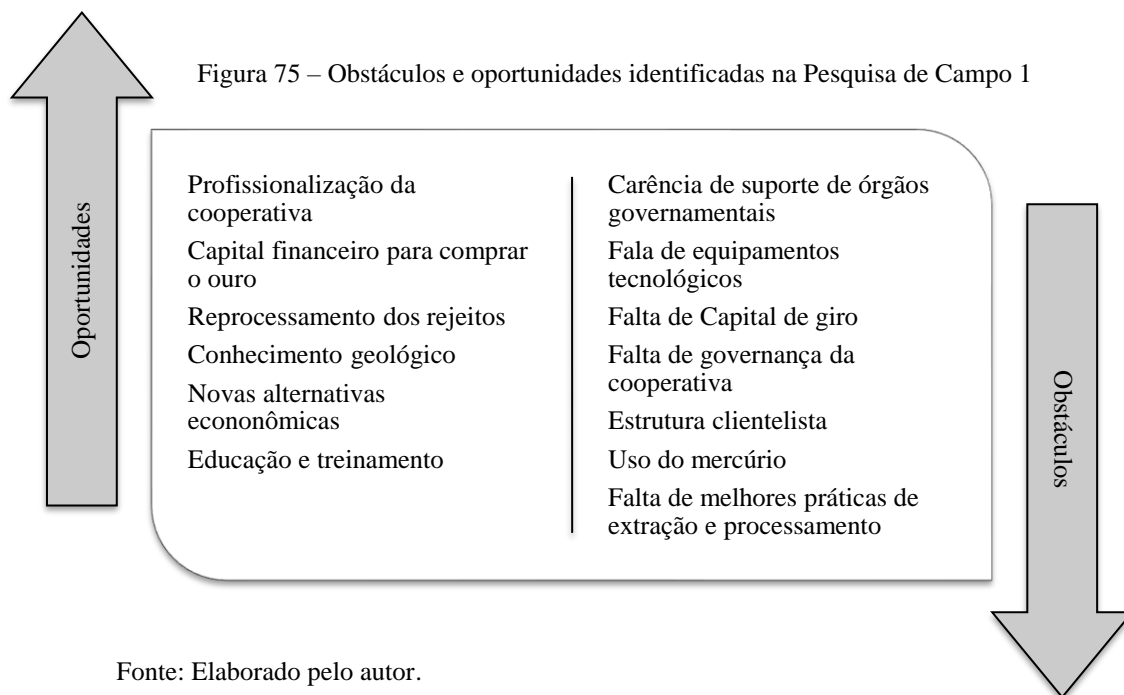 Figura 75 – Obstáculos e oportunidades identificadas na Pesquisa de Campo 1
Oportunidades
Profissionalização da
cooperativa
Capital financeiro para comprar
o ouro
Reprocessamento dos rejeitos
Conhecimento geológico
Novas alternativas
econonômicas
Educação e treinamento
Carência de suporte de órgãos
governamentais
Fala de equipamentos
tecnológicos
Falta de Capital de giro
Falta de governança da
cooperativa
Estrutura clientelista
Uso do mercúrio
Falta de melhores práticas de
extração e processamento
Obstáculos
Fonte: Elaborado pelo autor.